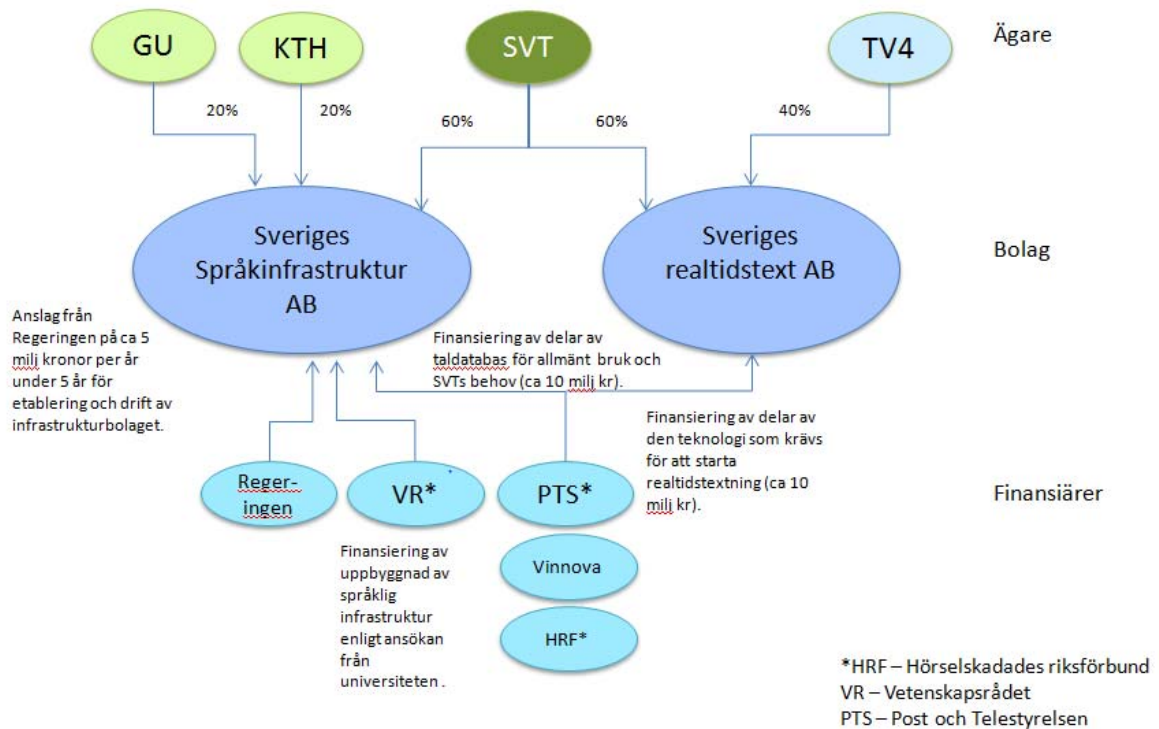 GU
KTH
SVT
TV4
Ägare
20%
20%
60%
60%
40%
Sveriges
Språkinfrastruktur
AB
Sveriges
realtidstext AB
Bolag
Anslag från
Regeringen på ca 5
milj kronor per år
under 5 år för
etablering och drift av
infrastrukturbolaget.
Finansiering av delar av
taldatabas för allmänt bruk och
SVTs behov (ca 10 milj kr).
Finansiering av delar av
den teknologi som krävs
för att starta
realtidstextning (ca 10
milj kr).
Reger-
ingen
VR*
PTS*
Finansiärer
Finansiering av
uppbyggnad av
språklig
infrastruktur
enligt ansökan
från
universiteten .
Vinnova
HRF*
*HRF – Hörselskadades riksförbund
VR – Vetenskapsrådet
PTS – Post och Telestyrelsen